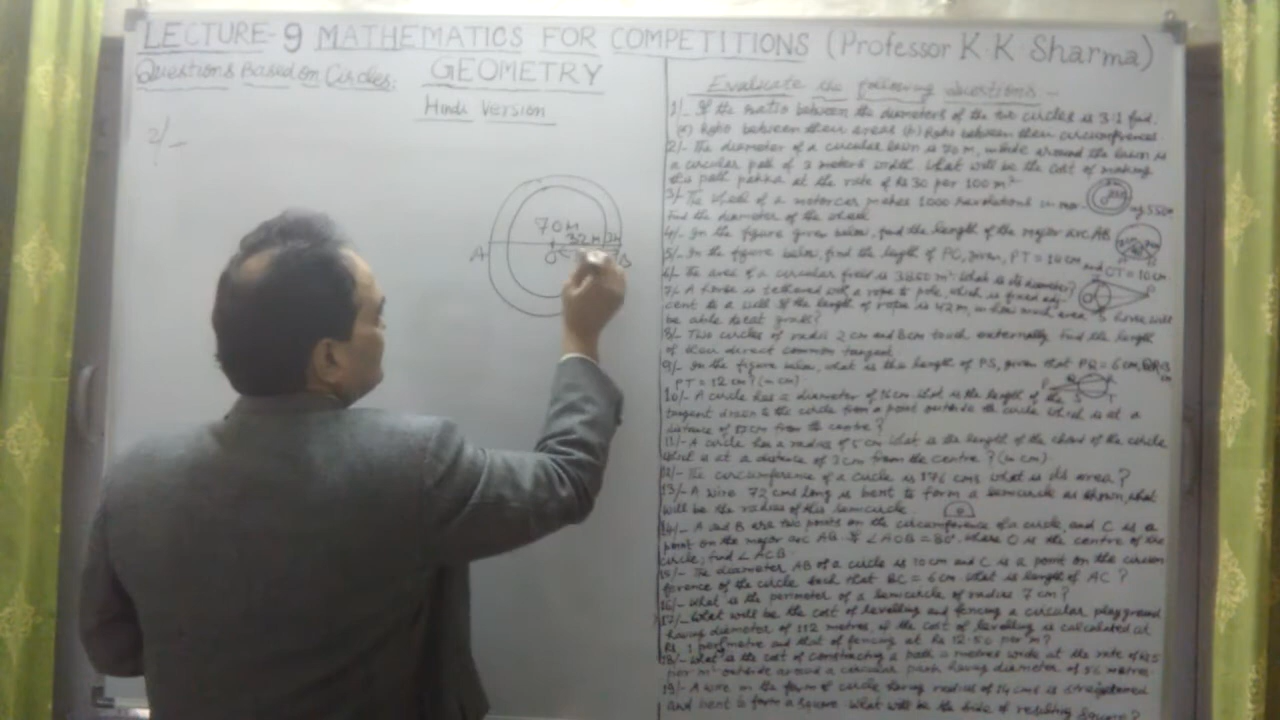 LECTURE-9 MATHEMATICS FOR COMPETITIONS (Professor K.K Sharma)
Questions Based on Circles:
GEOMETRY
Hindi Version
2/-
70M
32M
A
Evaluate the following Questions:-
1/- If the ratio between the diameters of the two circles is 3:1 find.
(a) Ratio between their areas (b) Ratio between their circumferences.
2/- The diameter of a circular lawn is 70 m, outside around the lawn is
a circular path of 2 meters width. What will be the cost of making
this path pakka at the rate of Rs 30 per 100 m²
3/- The wheel of a motorcar makes 1000 revolutions in
Find the diameter of the wheel
4/- In the figure given below, find the length of the major arc AB
5/- In the figure below, find the length of PO, given, PT = cm and OT = 10 cm
6/- The area of a circular field is m². What is its diameter?
7/- A horse is tethered with a rope to pole, which is fixed adj-
cent to a well. If the length of rope is 42 m, in how much area horse will
be able to eat grass?
8/- Two circles of radii 2 cm and 8 cm touch externally. Find the length
of their direct common tangent.
9/- In the figure below, what is the length of PS, given that PQ = 6 cm,
PT = 12 cm? (in cm)
10/- A circle has a diameter of 16 cm. What is the length of the
tangent drawn to the circle from a point outside the circle which is at a
distance of cm from the centre?
11/- A circle has a radius of 5 cm. What is the length of the chord of the circle
which is at a distance of 3 cm from the centre? (in cm)
12/- The circumference of a circle is 176 cms. What is its area?
13/- A wire 72 cms long is bent to form a semicircle as shown, what
will be the radius of this semicircle.
14/- A and B are two points on the circumference of a circle, and C is a
point on the major arc AB. If ∠AOB = 80°, where O is the centre of the
circle; find ∠ACB.
15/- The diameter AB of a circle is 10 cm and C is a point on the circum
ference of the circle such that BC = 6 cm. What is length of AC?
16/- What is the perimeter of a semicircle of radius 7 cm?
17/- What will be the cost of levelling and fencing a circular playground
having diameter of 112 metres, if the cost of levelling is calculated at
Rs. 1 per metre and that of fencing at Rs 12.50 per m?
18/- What is the cost of constructing a path metres wide at the rate of Rs 5
per m² outside around a circular park having diameter of 56 metres.
19/- A wire in the form of circle having radius of 14 cms is straightened
and bent to form a square. What will be the side of resulting square?